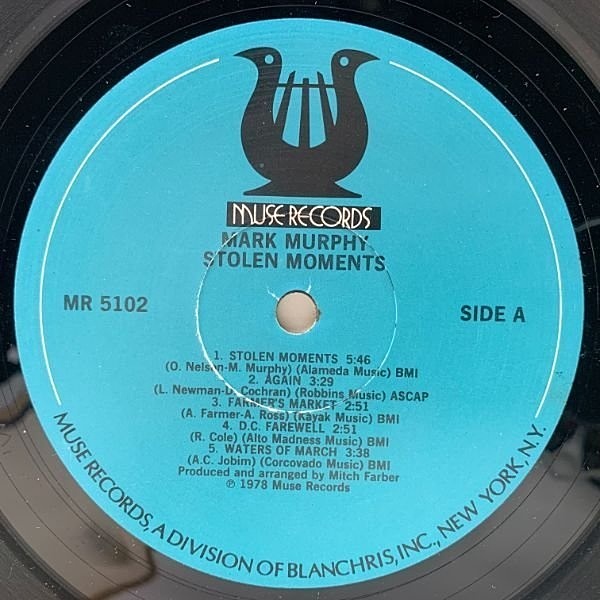 MUSE RECORDS
MARK MURPHY
STOLEN MOMENTS
MR 5102
SIDE A
1. STOLEN MOMENTS 5:46
(O. Nelson-M. Murphy) (Alameda Music) BMI
2. AGAIN 3:29
(L. Newman-D. Cochran) (Robbins Music) ASCAP
3. FARMER'S MARKET 2:51
(A. Farmer-A. Ross) (Kayak Music) BMI
4. D.C. FAREWELL 2:51
(R. Cole) (Alto Madness Music) BMI
5. WATERS OF MARCH 3:38
(A.C. Jobim) (Corcovado Music) BMI
Produced and arranged by Mitch Farber
℗ 1978 Muse Records
MUSE RECORDS, A DIVISION OF BLANCHRIS, INC., NEW YORK, N.Y.